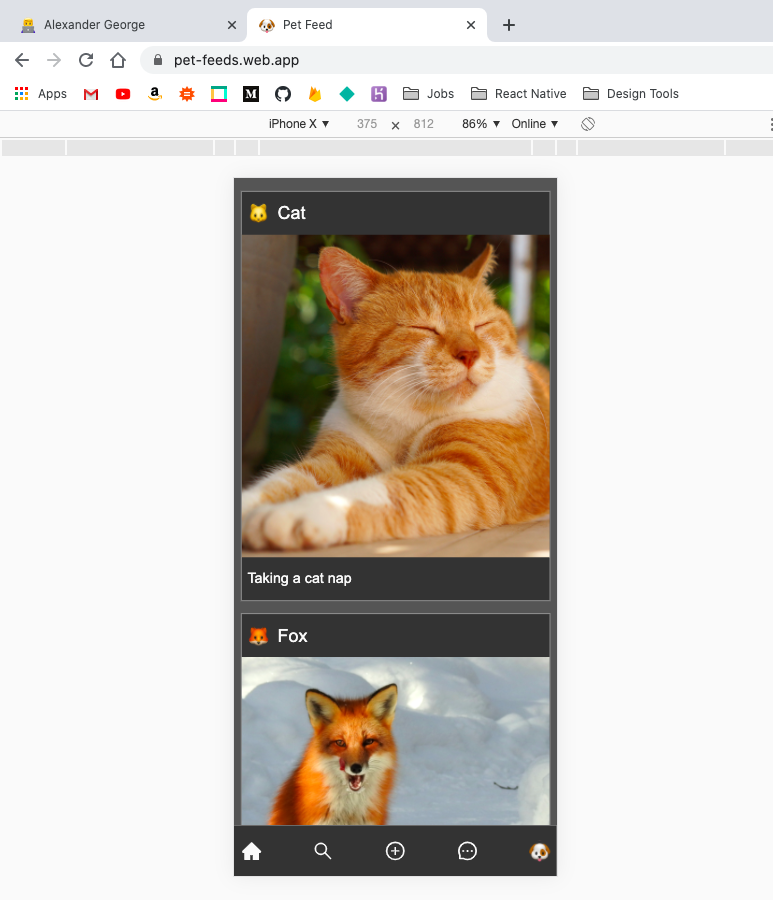 Alexander George
Pet Feed
pet-feeds.web.app
Apps
M
Jobs
React Native
Design Tools
iPhone X ▼ 375 × 812 86% ▼ Online ▼
Cat
Taking a cat nap
Fox